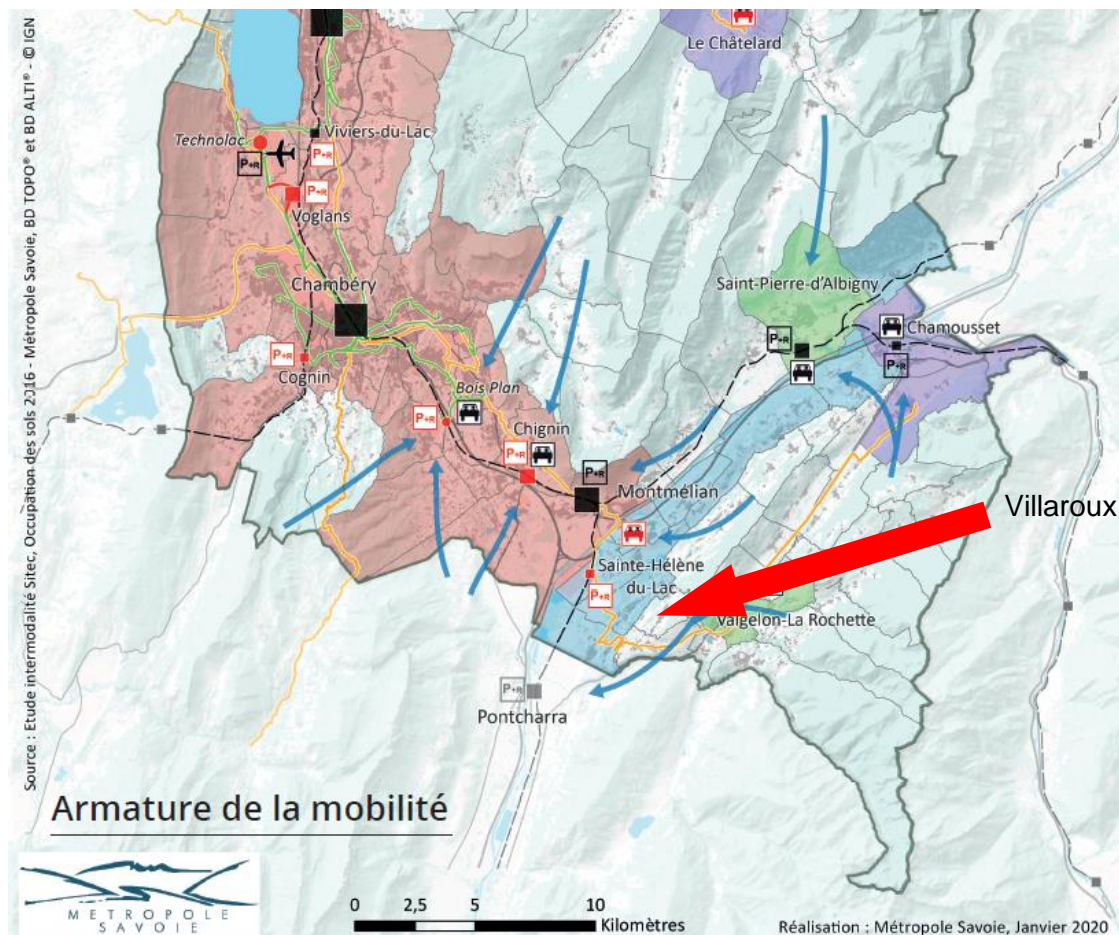 Source : Etude intermodalité Sitec, Occupation des sols 2016 - Métropole Savoie, BD TOPO® et BD ALTI® - © IGN
Le Châtelard
Technolac
Viviers-du-Lac
P+R
P+R
P+R
Voglans
Chambéry
Saint-Pierre-d'Albigny
Chamousset
P+R
P+R
P+R
Cognin
Bois Plan
P+R
Chignin
P+R
P+R
Montmélian
Villaroux
Sainte-Hélène
du-Lac
P+R
Valgelon-La Rochette
P+R
Pontcharra
Armature de la mobilité
METROPOLE
SAVOIE
0 2,5 5 10
Kilomètres
Réalisation : Métropole Savoie, Janvier 2020